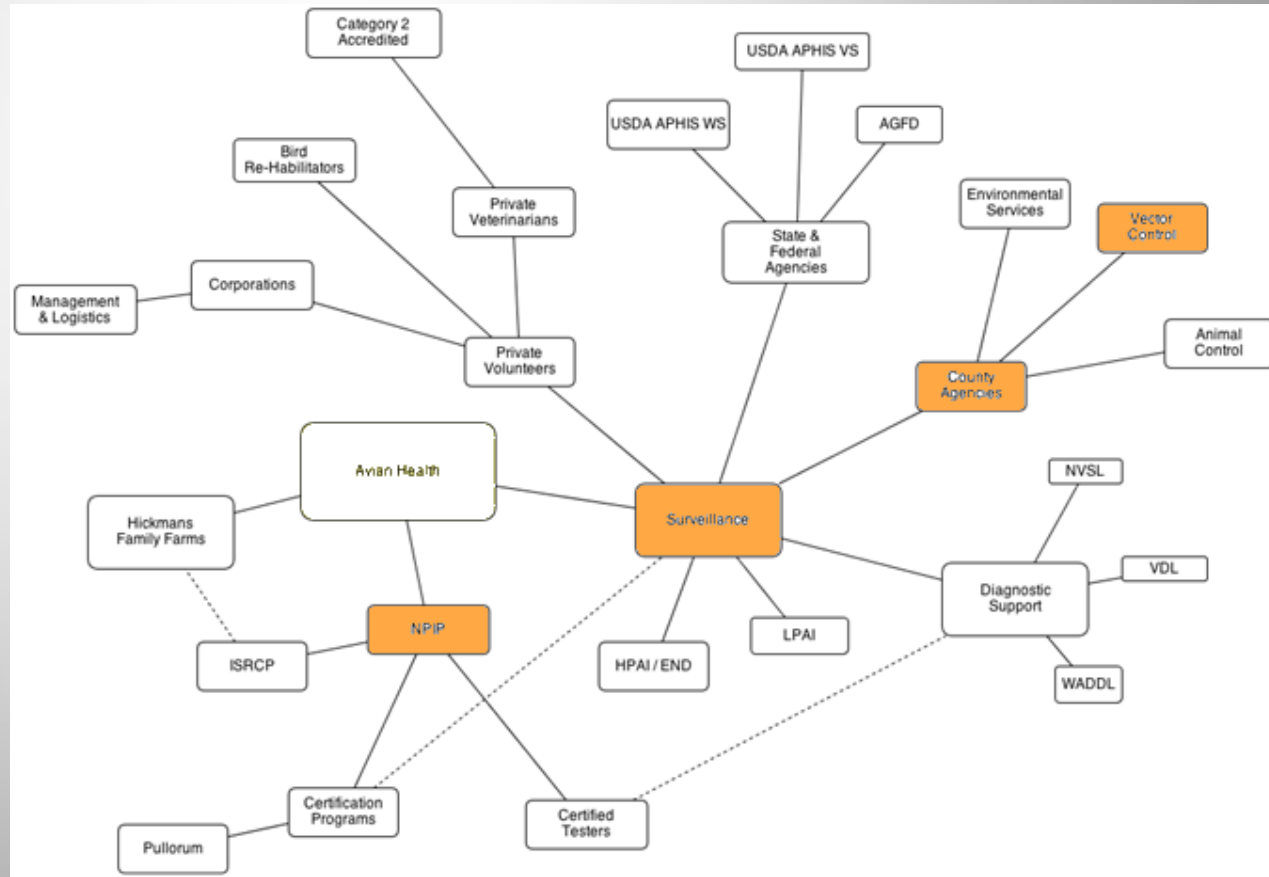 Category 2
Accredited
USDA APHIS VS
USDA APHIS WS
AGFD
Bird
Re-Habilitators
Private
Veterinarians
Environmental
Services
Vector
Control
State &
Federal
Agencies
Corporations
Management
& Logistics
Private
Volunteers
Animal
Control
County
Agencies
Avian Health
NVSL
Hickmans
Family Farms
Surveillance
VDL
Diagnostic
Support
NPIP
LPAI
ISRCP
HPAI / END
WADDL
Certification
Programs
Certified
Testers
Pullorum